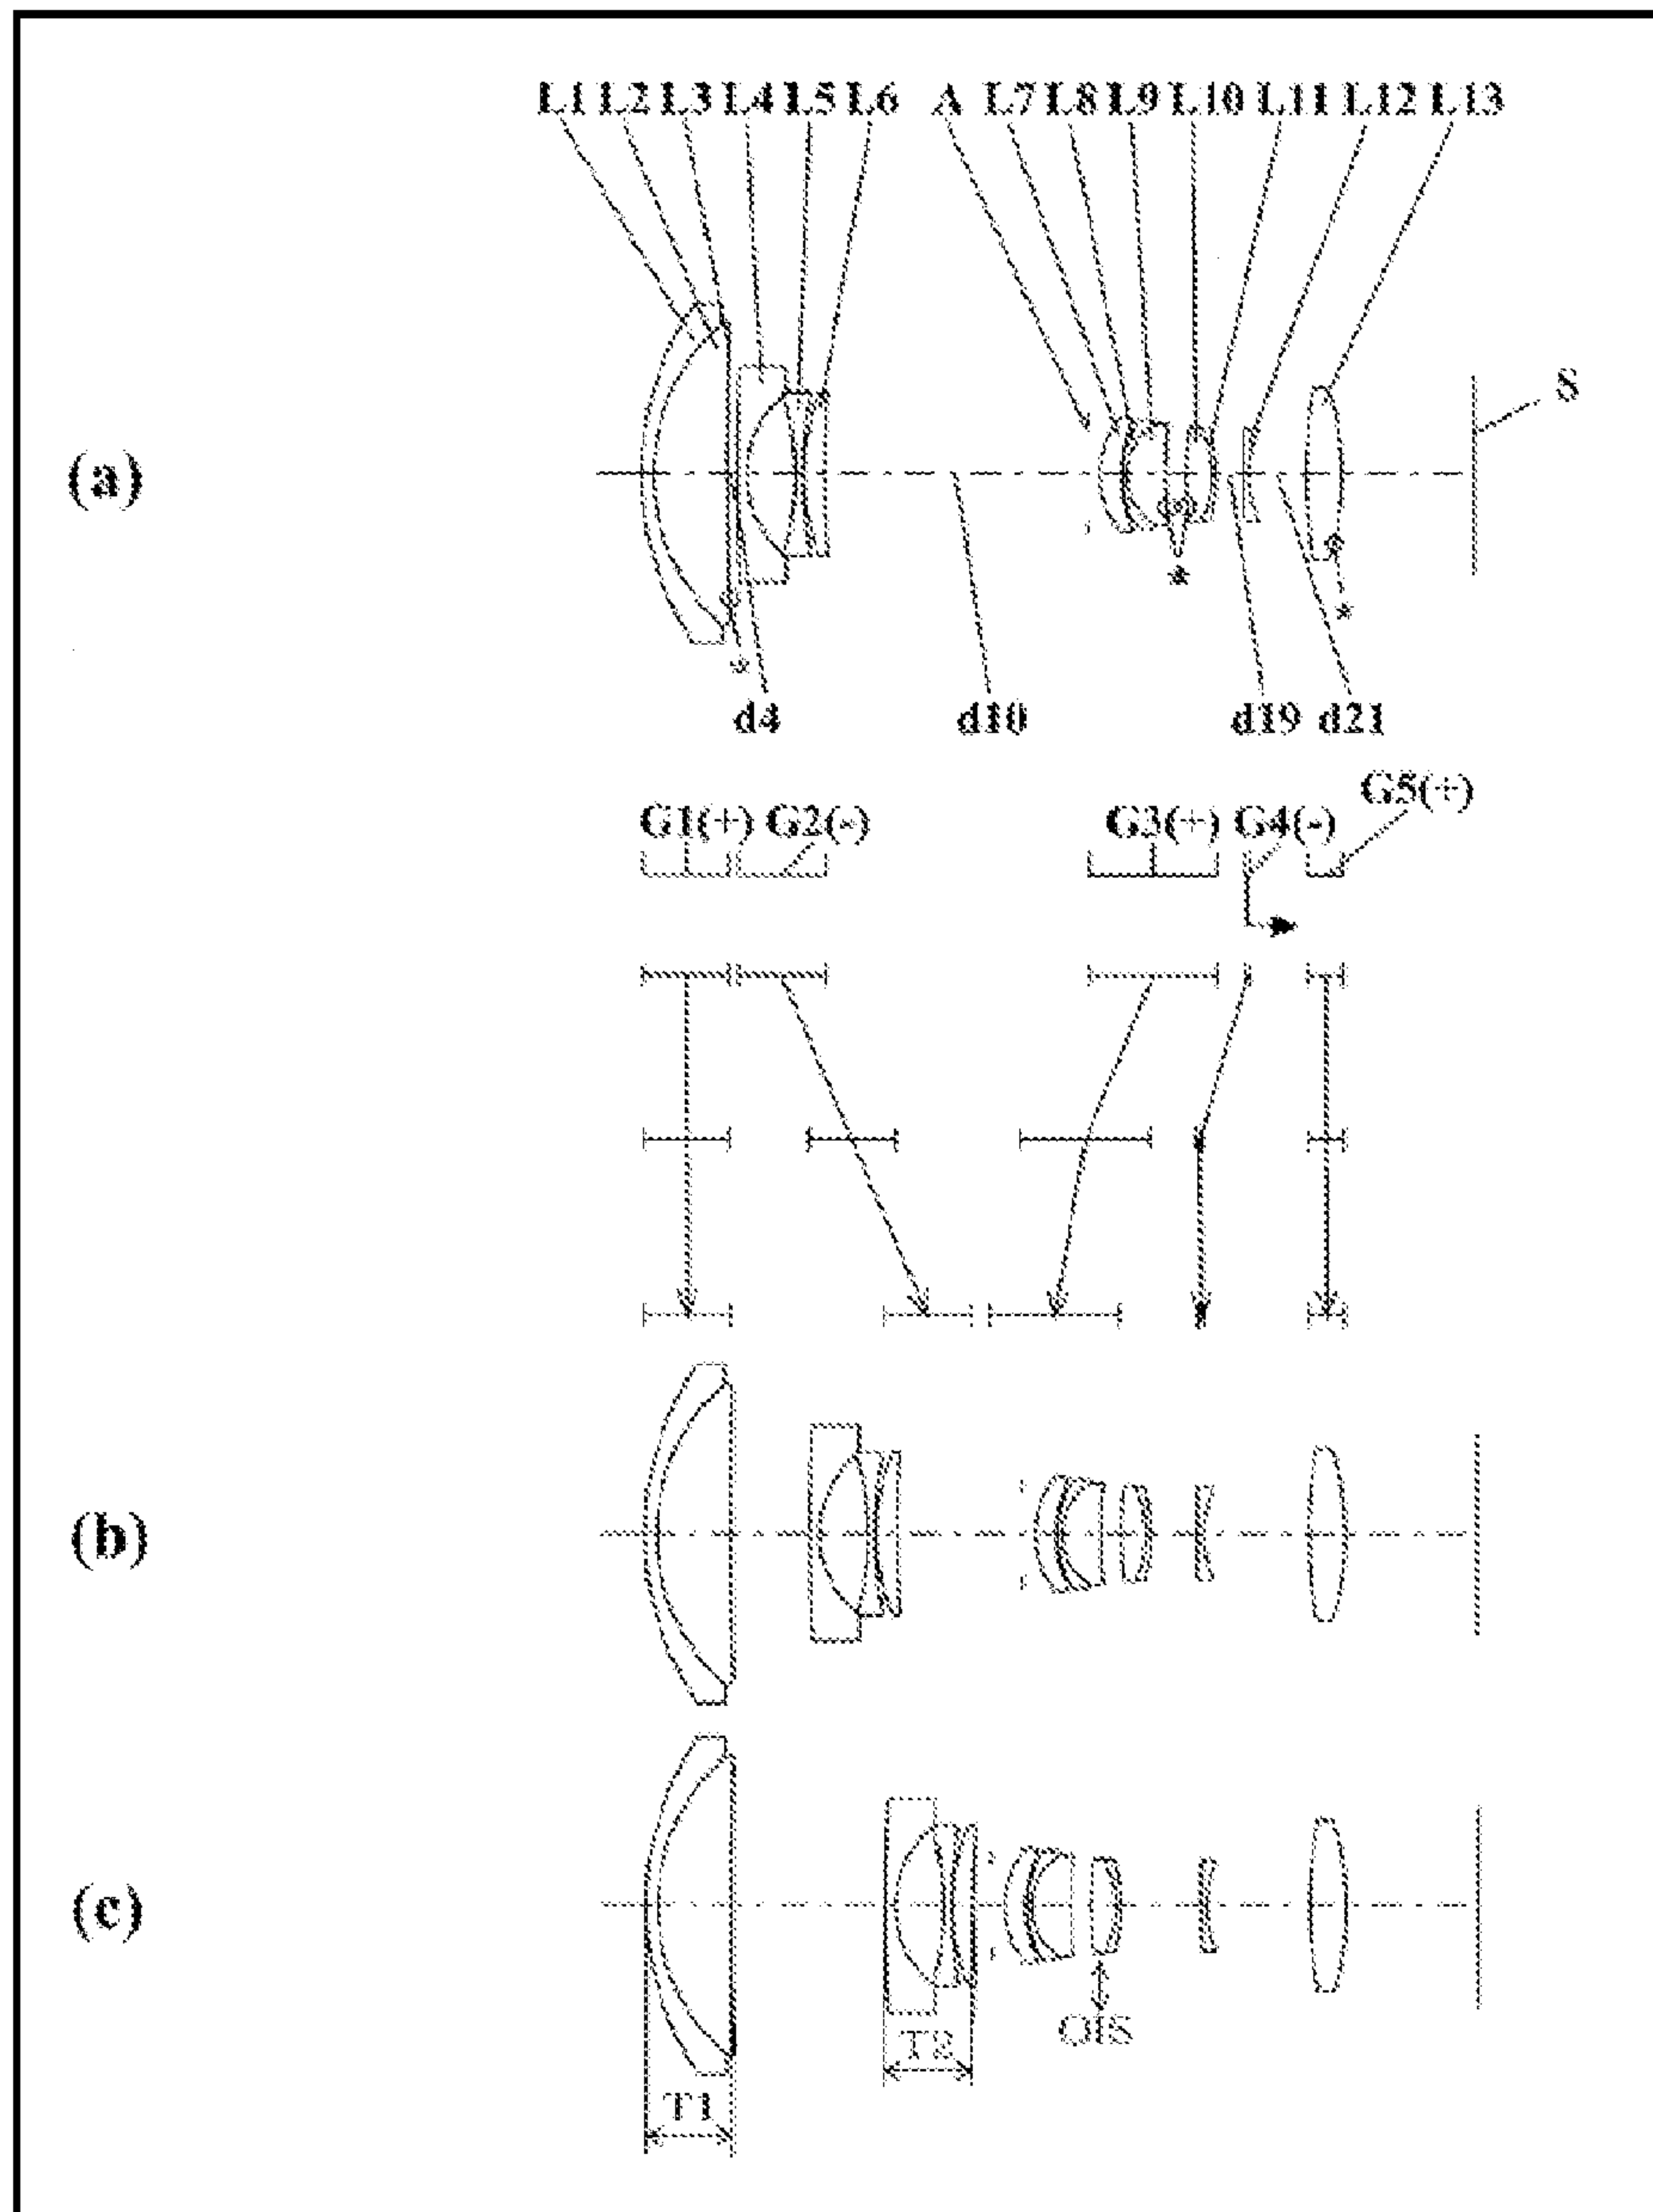 L1 L2 L3 L4 L5 L6 A L7 L8 L9 L10 L11 L12 L13
S
(a)
*
*
*
d4 d10 d19 d21
G1(+) G2(-) G3(+) G4(-) G5(+)
(b)
(c)
OIS
T2
T1